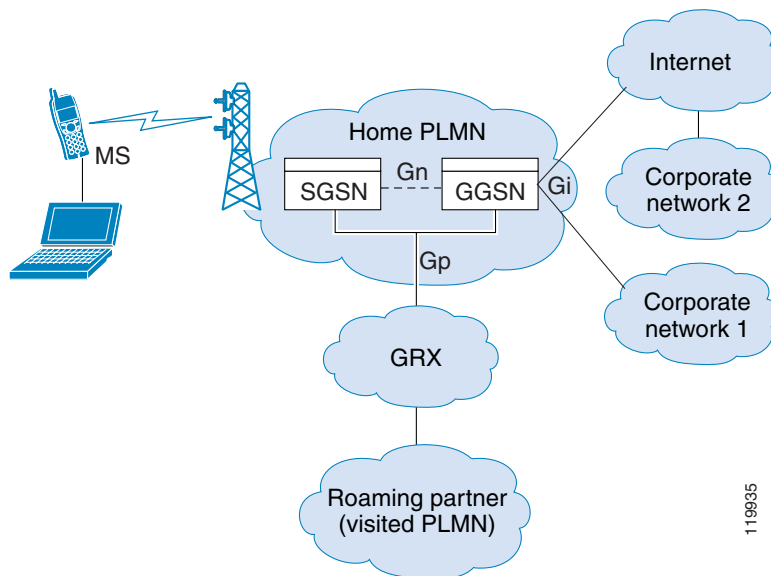 Internet
Home PLMN
MS
Gn
SGSN
GGSN
Gi
Corporate
network 2
Gp
Corporate
network 1
GRX
Roaming partner
(visited PLMN)
119935